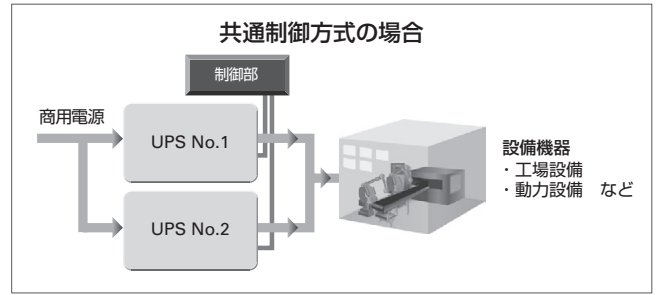 共通制御方式の場合
制御部
商用電源
UPS No.1
UPS No.2
設備機器
・工場設備
・動力設備　など